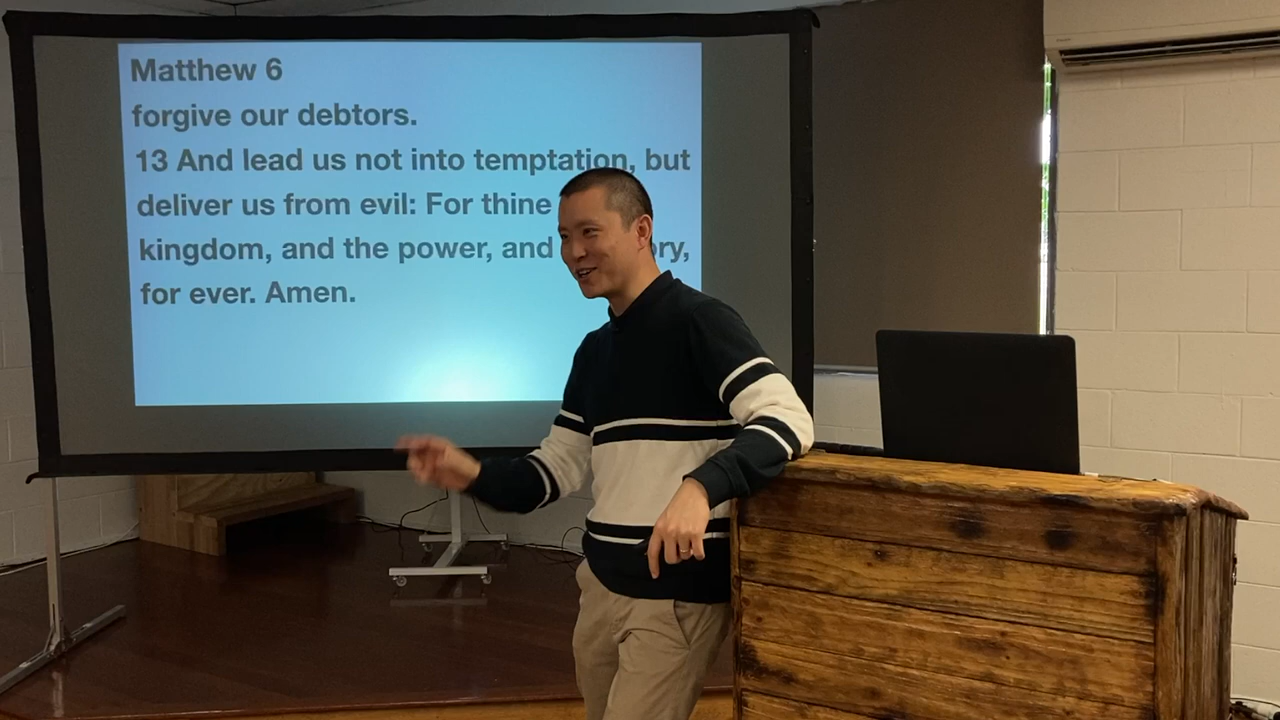 Matthew 6
forgive our debtors.
13 And lead us not into temptation, but
deliver us from evil: For thine
kingdom, and the power, and
for ever. Amen.